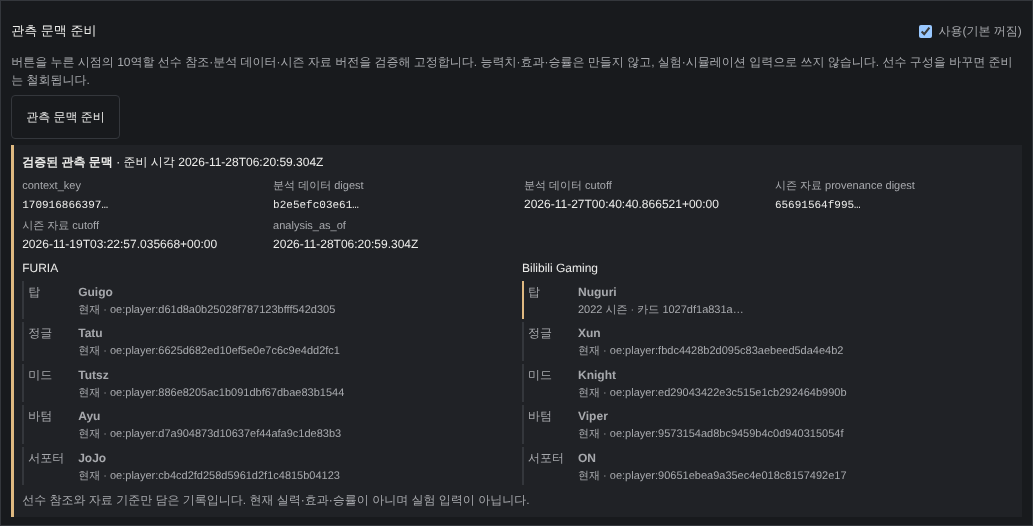 관측 문맥 준비
사용(기본 꺼짐)
버튼을 누른 시점의 10역할 선수 참조·분석 데이터·시즌 자료 버전을 검증해 고정합니다. 능력치·효과·승률은 만들지 않고, 실험·시뮬레이션 입력으로 쓰지 않습니다. 선수 구성을 바꾸면 준비
는 철회됩니다.
관측 문맥 준비
검증된 관측 문맥 · 준비 시각 2026-11-28T06:20:59.304Z
context_key
170916866397…
분석 데이터 digest
b2e5efc03e61…
분석 데이터 cutoff
2026-11-27T00:40:40.866521+00:00
시즌 자료 provenance digest
65691564f995…
시즌 자료 cutoff
2026-11-19T03:22:57.035668+00:00
analysis_as_of
2026-11-28T06:20:59.304Z
FURIA
탑 Guigo
현재 · oe:player:d61d8a0b25028f787123bfff542d305
정글 Tatu
현재 · oe:player:6625d682ed10ef5e0e7c6c9e4dd2fc1
미드 Tutsz
현재 · oe:player:886e8205ac1b091dbf67dbae83b1544
바텀 Ayu
현재 · oe:player:d7a904873d10637ef44afa9c1de83b3
서포터 JoJo
현재 · oe:player:cb4cd2fd258d5961d2f1c4815b04123
Bilibili Gaming
탑 Nuguri
2022 시즌 · 카드 1027df1a831a…
정글 Xun
현재 · oe:player:fbdc4428b2d095c83aebeed5da4e4b2
미드 Knight
현재 · oe:player:ed29043422e3c515e1cb292464b990b
바텀 Viper
현재 · oe:player:9573154ad8bc9459b4c0d940315054f
서포터 ON
현재 · oe:player:90651ebea9a35ec4e018c8157492e17
선수 참조와 자료 기준만 담은 기록입니다. 현재 실력·효과·승률이 아니며 실험 입력이 아닙니다.